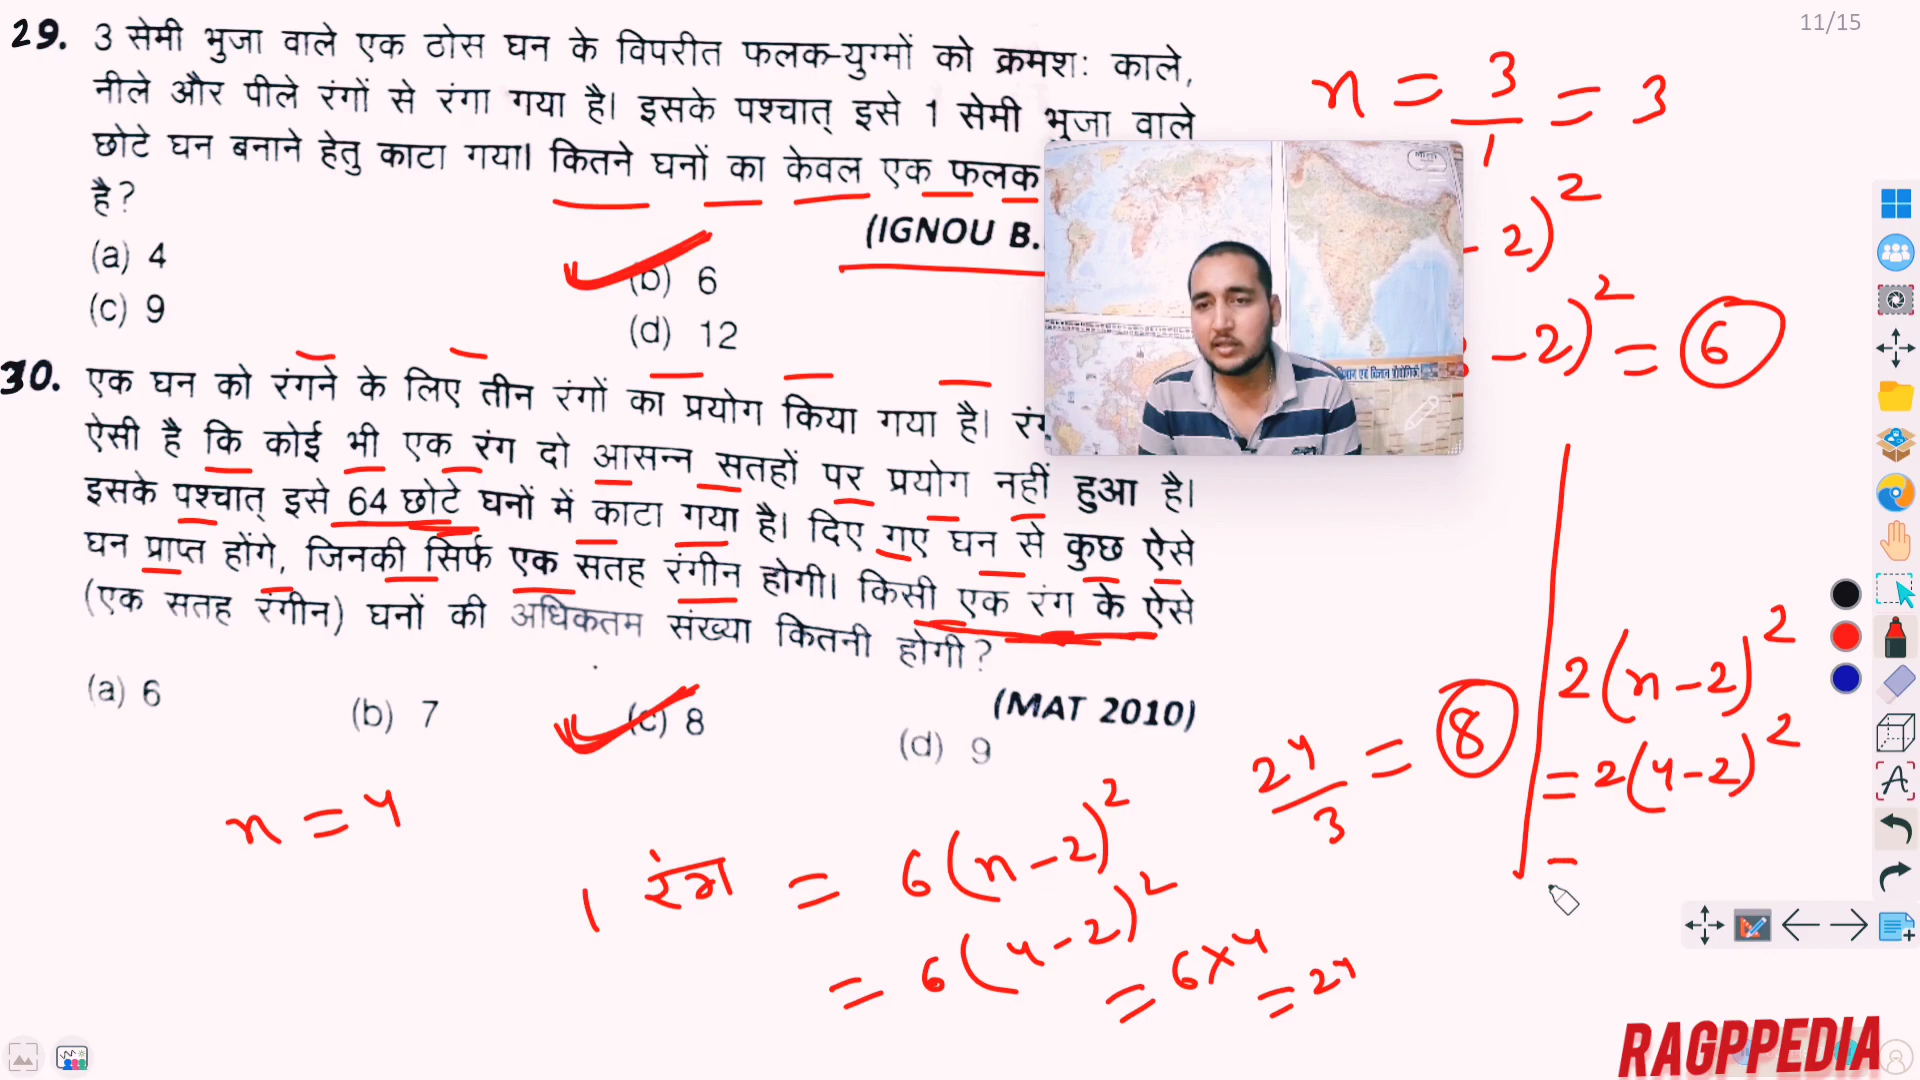 11/15
29. 3 सेमी भुजा वाले एक ठोस घन के विपरीत फलक-युग्मों को क्रमशः काले,
नीले और पीले रंगों से रंगा गया है। इसके पश्चात् इसे 1 सेमी भुजा वाले
छोटे घन बनाने हेतु काटा गया। कितने घनों का केवल एक फलक
है?
(IGNOU B.
(a) 4
(b) 6
(c) 9
(d) 12
30. एक घन को रंगने के लिए तीन रंगों का प्रयोग किया गया है।
ऐसी है कि कोई भी एक रंग दो आसन्न सतहों पर प्रयोग नहीं हुआ है।
इसके पश्चात् इसे 64 छोटे घनों में काटा गया है। दिए गए घन से कुछ ऐसे
घन प्राप्त होंगे, जिनकी सिर्फ एक सतह रंगीन होगी। किसी एक रंग के ऐसे
(एक सतह रंगीन) घनों की अधिकतम संख्या कितनी होगी?
(MAT 2010)
(a) 6
(b) 7
(c) 8
(d) 9
n = 3/1 = 3
- 2)²
- 2)² = 6
n = 4
1 रंग = 6(n-2)²
= 6(4-2)² = 6×4 = 24
24/3 = 8
2(n-2)²
= 2(4-2)²
=
RAGPPEDIA